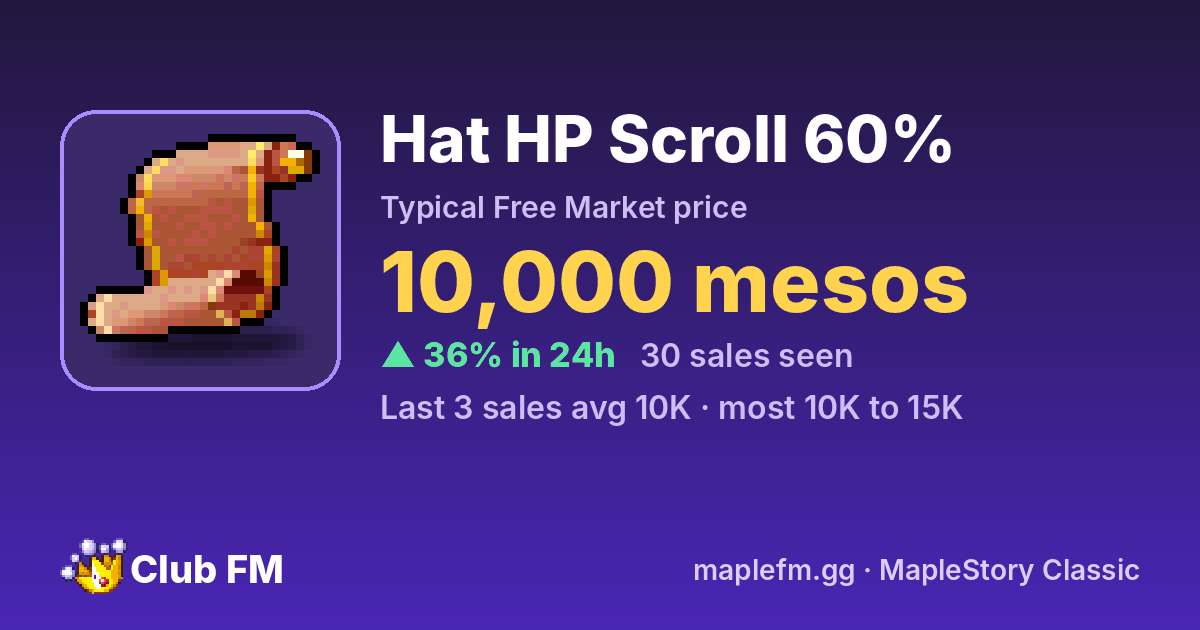 Hat HP Scroll 60%
Typical Free Market price
10,000 mesos
▲ 36% in 24h 30 sales seen
Last 3 sales avg 10K · most 10K to 15K
Club FM
maplefm.gg · MapleStory Classic